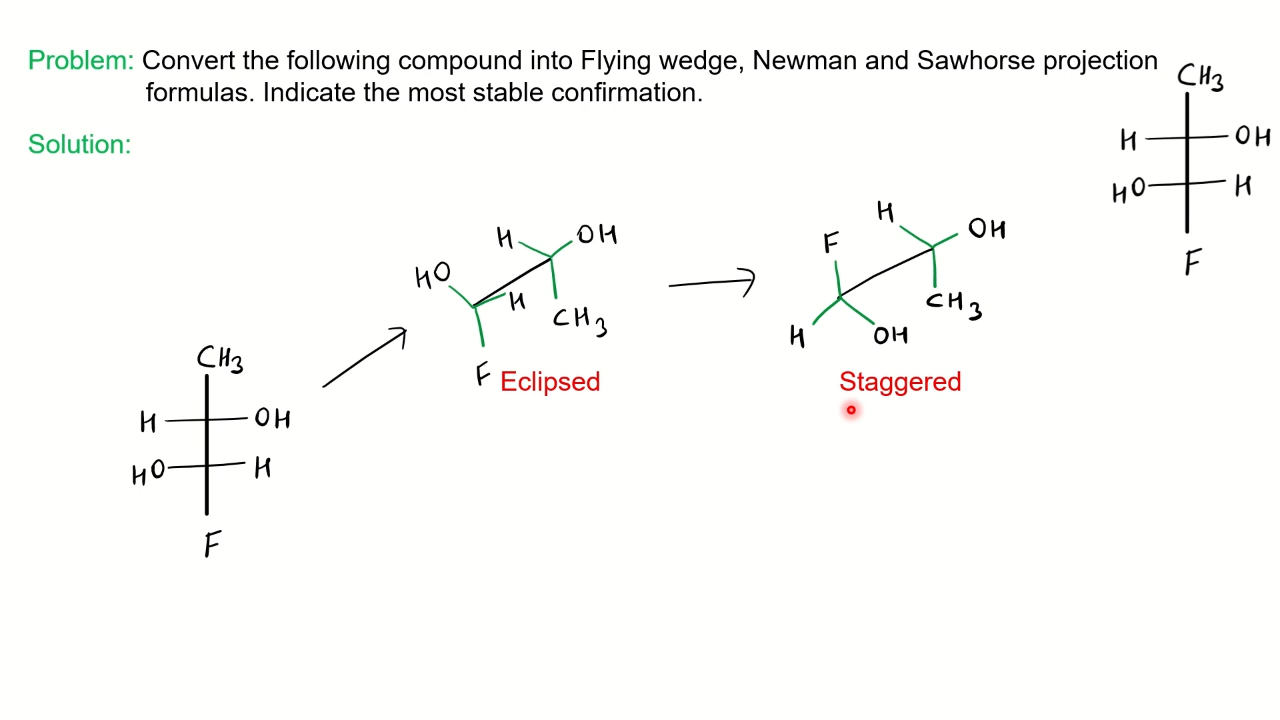 Problem: Convert the following compound into Flying wedge, Newman and Sawhorse projection
formulas. Indicate the most stable confirmation.
CH3
H OH
HO H
F
Solution:
H OH
HO
H
CH3
F Eclipsed
H
F OH
CH3
H OH
Staggered
CH3
H OH
HO H
F